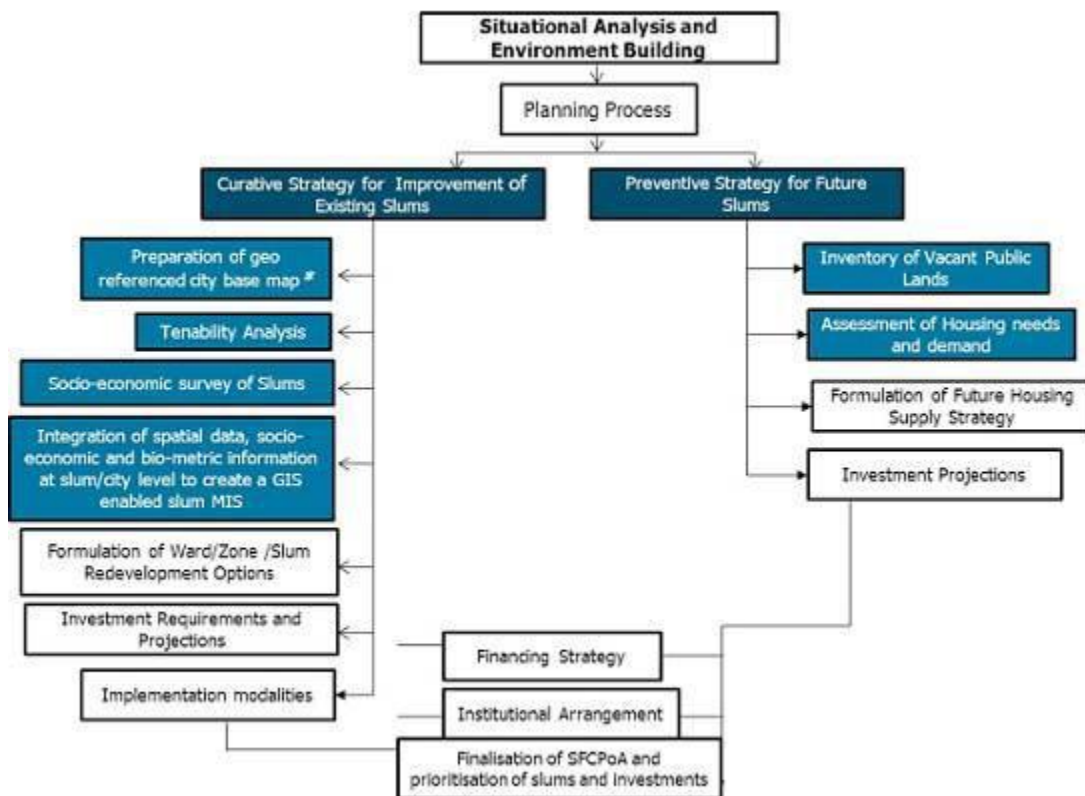 Situational Analysis and
Environment Building
Planning Process
Curative Strategy for Improvement of
Existing Slums
Preventive Strategy for Future
Slums
Preparation of geo
referenced city base map #
Tenability Analysis
Socio-economic survey of Slums
Integration of spatial data, socio-
economic and bio-metric information
at slum/city level to create a GIS
enabled slum MIS
Formulation of Ward/Zone /Slum
Redevelopment Options
Investment Requirements and
Projections
Implementation modalities
Inventory of Vacant Public
Lands
Assessment of Housing needs
and demand
Formulation of Future Housing
Supply Strategy
Investment Projections
Financing Strategy
Institutional Arrangement
Finalisation of SFCPoA and
prioritisation of slums and investments